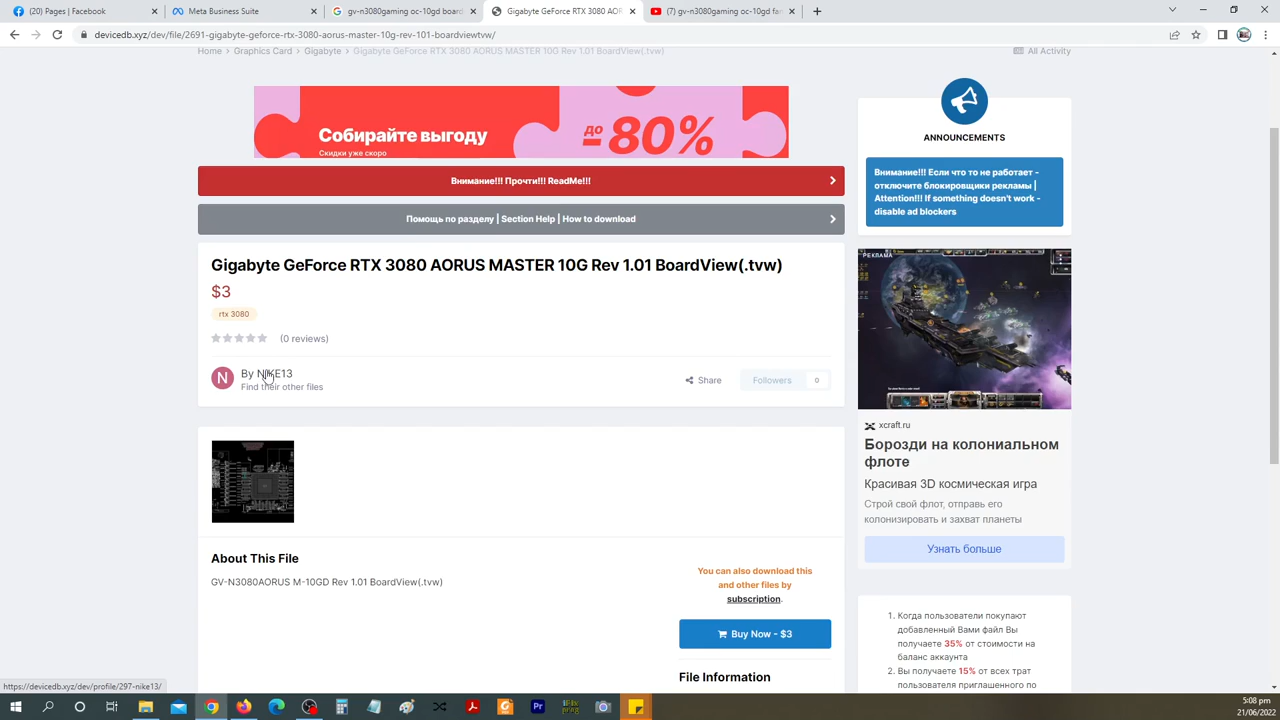 (20) Pages | Facebook
Meta Business Suite
gv-n3080gaming oc-10gd board
Gigabyte GeForce RTX 3080 AOR
(7) gv-n3080gaming oc-10gd fan
devicedb.xyz/dev/file/2691-gigabyte-geforce-rtx-3080-aorus-master-10g-rev-101-boardviewtvw/
Home > Graphics Card > Gigabyte > Gigabyte GeForce RTX 3080 AORUS MASTER 10G Rev 1.01 BoardView(.tvw)
All Activity
Собирайте выгоду
Скидки уже скоро
до
-80%
Внимание!!! Прочти!!! ReadMe!!!
Помощь по разделу | Section Help | How to download
Gigabyte GeForce RTX 3080 AORUS MASTER 10G Rev 1.01 BoardView(.tvw)
$3
rtx 3080
(0 reviews)
N
By NIKE13
Find their other files
Share
Followers 0
About This File
GV-N3080AORUS M-10GD Rev 1.01 BoardView(.tvw)
You can also download this
and other files by
subscription.
Buy Now - $3
File Information
ANNOUNCEMENTS
Внимание!!! Если что то не работает -
отключите блокировщики рекламы |
Attention!!! If something doesn't work -
disable ad blockers
РЕКЛАМА
xcraft.ru
Борозди на колониальном
флоте
Красивая 3D космическая игра
Строй свой флот, отправь его
колонизировать и захват планеты
Узнать больше
1. Когда пользователи покупают
добавленный Вами файл Вы
получаете 35% от стоимости на
баланс аккаунта
2. Вы получаете 15% от всех трат
пользователя приглашенного по
https://devicedb.xyz/dev/profile/297-nike13/
5:08 pm
21/06/2022